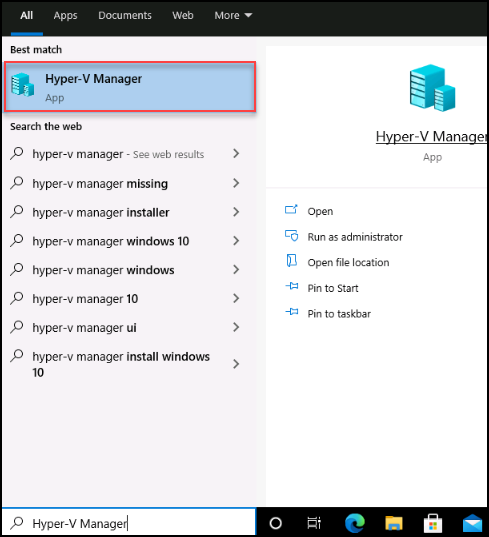 All Apps Documents Web More
Best match
Hyper-V Manager
App
Search the web
hyper-v manager - See web results
hyper-v manager missing
hyper-v manager installer
hyper-v manager windows 10
hyper-v manager windows
hyper-v manager 10
hyper-v manager ui
hyper-v manager install windows
10
Hyper-V Manager
App
Open
Run as administrator
Open file location
Pin to Start
Pin to taskbar
Hyper-V Manager